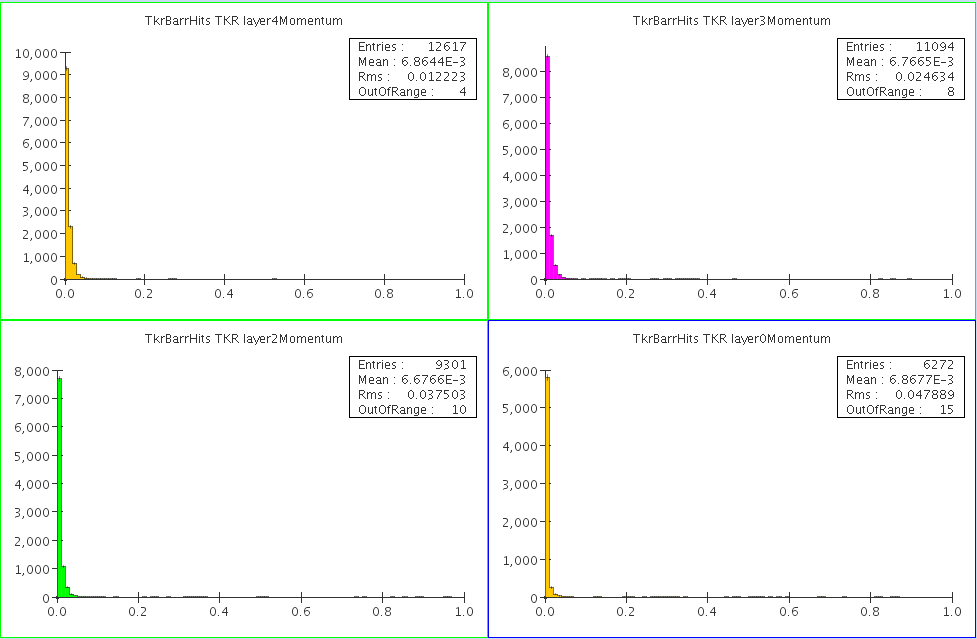 TkrBarrHits TKR layer4Momentum
Entries : 12617
Mean : 6.8644E-3
Rms : 0.012223
OutOfRange : 4
10,000
9,000
8,000
7,000
6,000
5,000
4,000
3,000
2,000
1,000
0
0.0 0.2 0.4 0.6 0.8 1.0
TkrBarrHits TKR layer3Momentum
Entries : 11094
Mean : 6.7665E-3
Rms : 0.024634
OutOfRange : 8
8,000
7,000
6,000
5,000
4,000
3,000
2,000
1,000
0
0.0 0.2 0.4 0.6 0.8 1.0
TkrBarrHits TKR layer2Momentum
Entries : 9301
Mean : 6.6766E-3
Rms : 0.037503
OutOfRange : 10
8,000
7,000
6,000
5,000
4,000
3,000
2,000
1,000
0
0.0 0.2 0.4 0.6 0.8 1.0
TkrBarrHits TKR layer0Momentum
Entries : 6272
Mean : 6.8677E-3
Rms : 0.047889
OutOfRange : 15
6,000
5,000
4,000
3,000
2,000
1,000
0
0.0 0.2 0.4 0.6 0.8 1.0